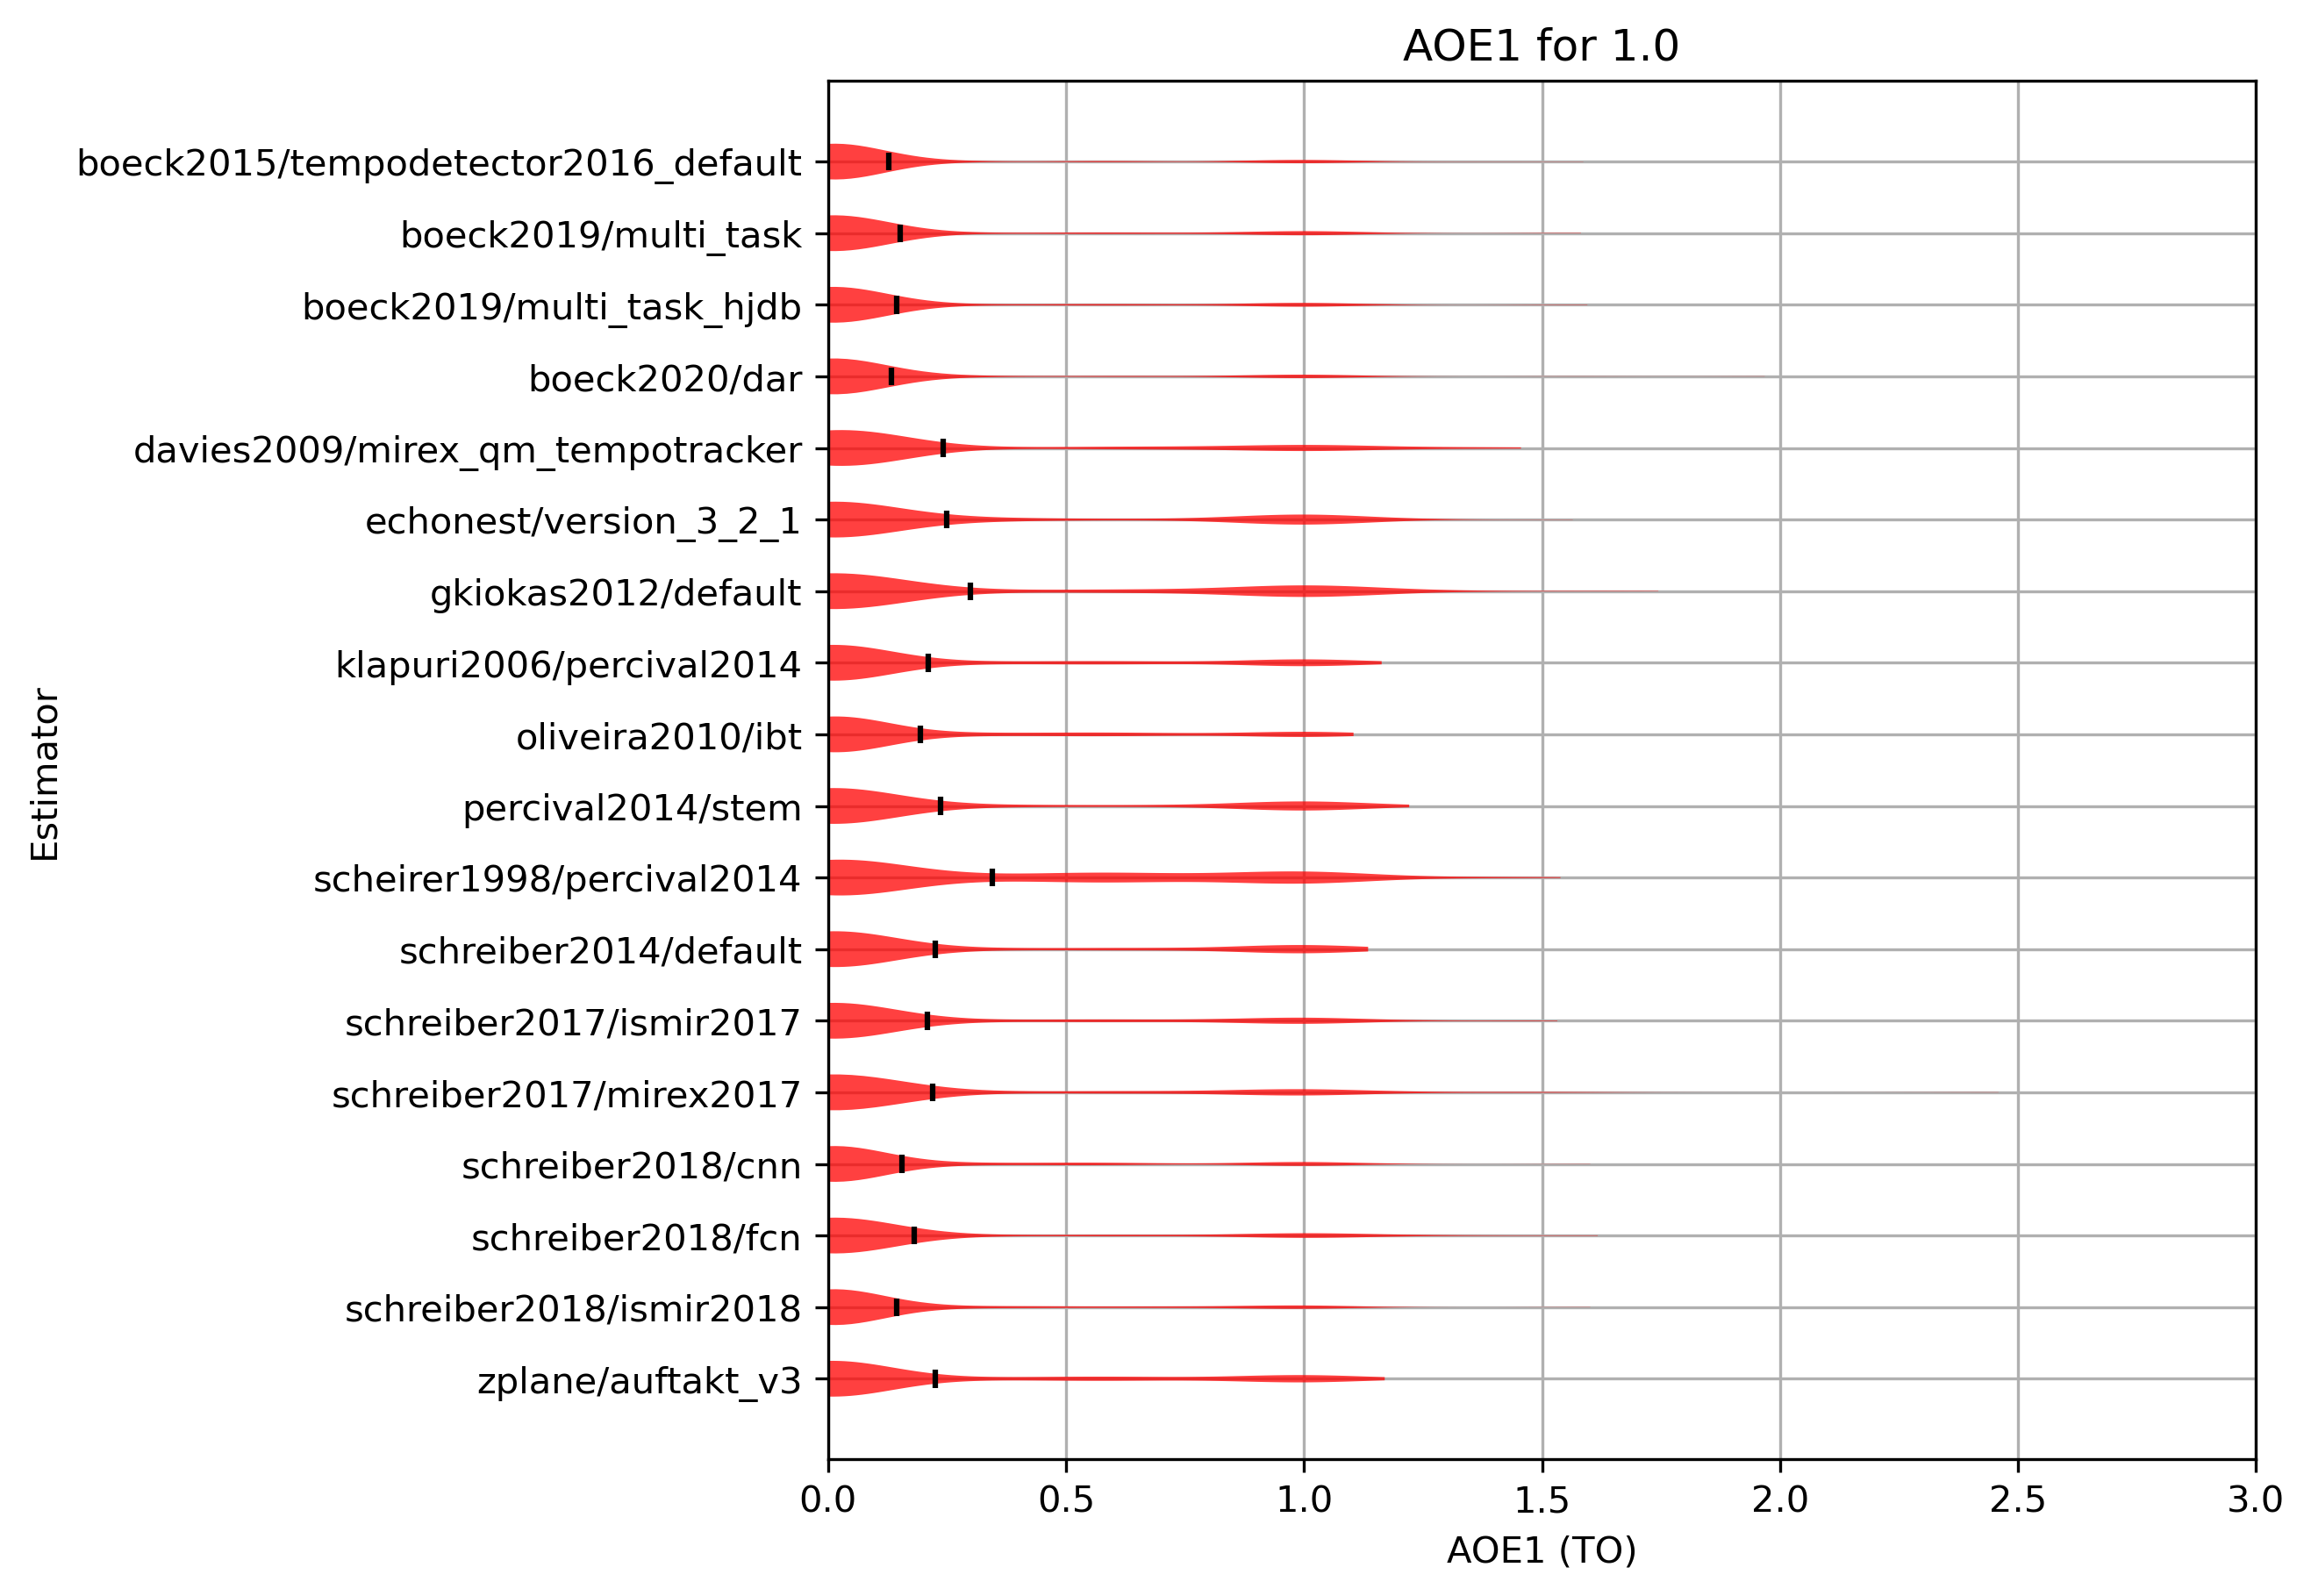 AOE1 for 1.0
boeck2015/tempodetector2016_default
boeck2019/multi_task
boeck2019/multi_task_hjdb
boeck2020/dar
davies2009/mirex_qm_tempotracker
echonest/version_3_2_1
gkiokas2012/default
klapuri2006/percival2014
oliveira2010/ibt
percival2014/stem
scheirer1998/percival2014
schreiber2014/default
schreiber2017/ismir2017
schreiber2017/mirex2017
schreiber2018/cnn
schreiber2018/fcn
schreiber2018/ismir2018
zplane/auftakt_v3
Estimator
0.0 0.5 1.0 1.5 2.0 2.5 3.0
AOE1 (TO)